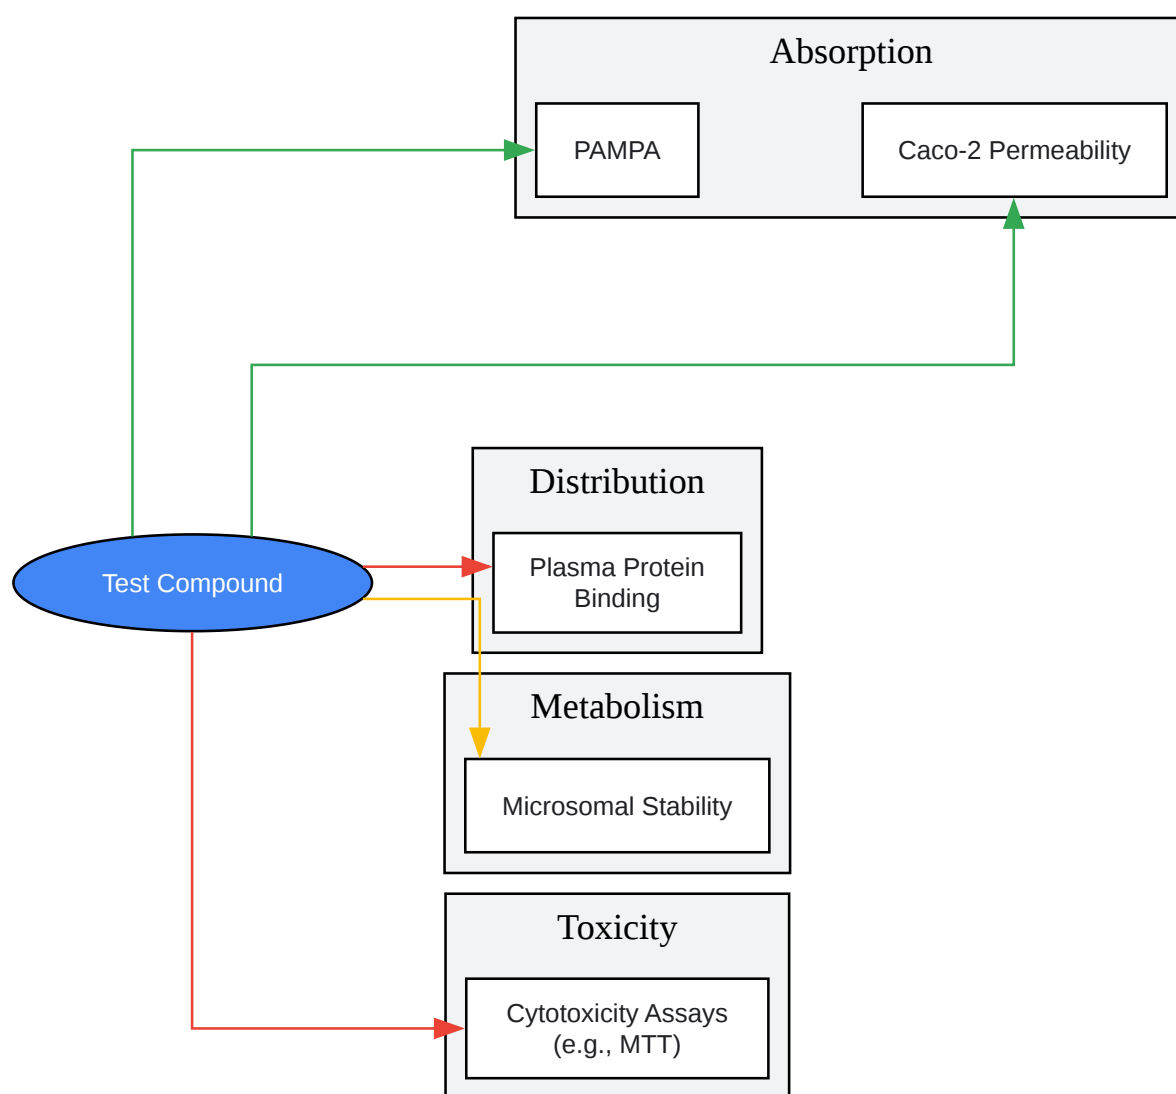 Absorption
PAMPA
Caco-2 Permeability
Distribution
Plasma Protein
Binding
Test Compound
Metabolism
Microsomal Stability
Toxicity
Cytotoxicity Assays
(e.g., MTT)